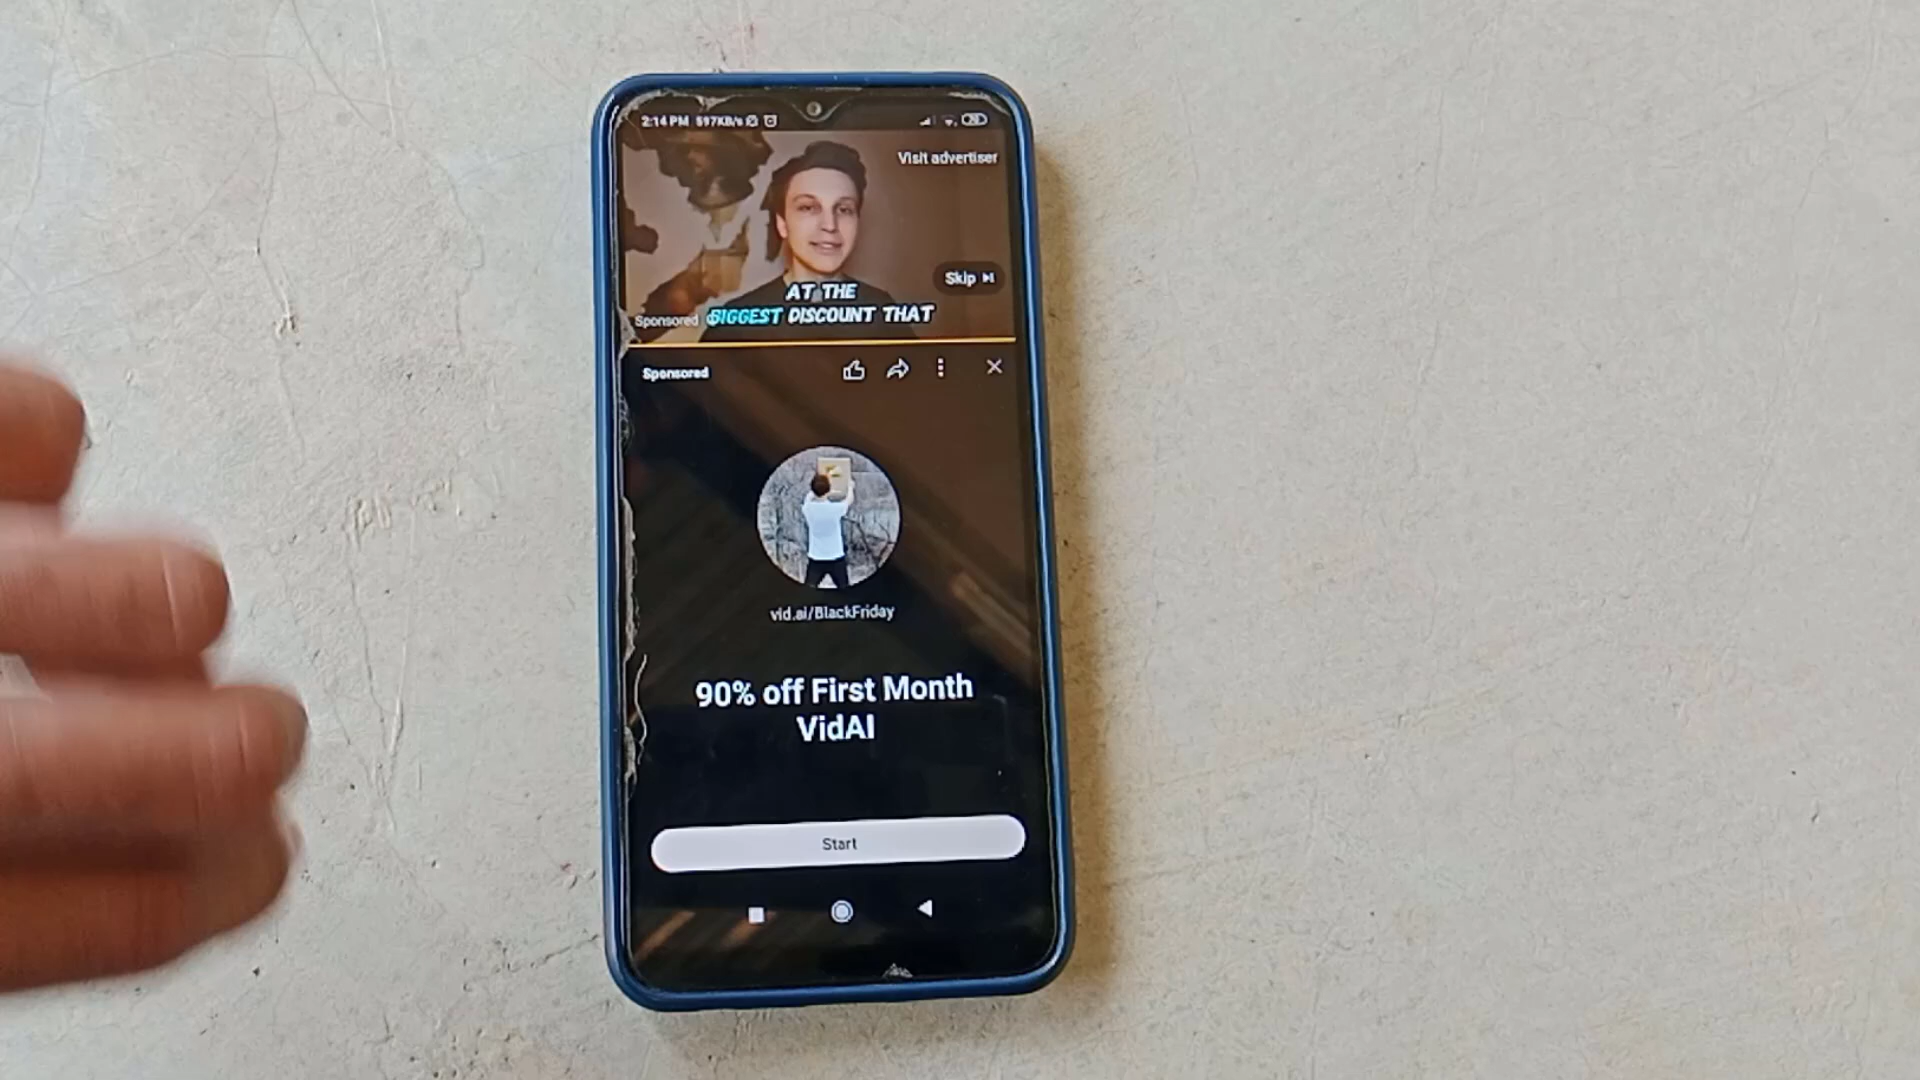 2:14 PM 597KB/s
Visit advertiser
Skip
AT THE
BIGGEST DISCOUNT THAT
Sponsored
Sponsored
vid.ai/BlackFriday
90% off First Month
VidAI
Start